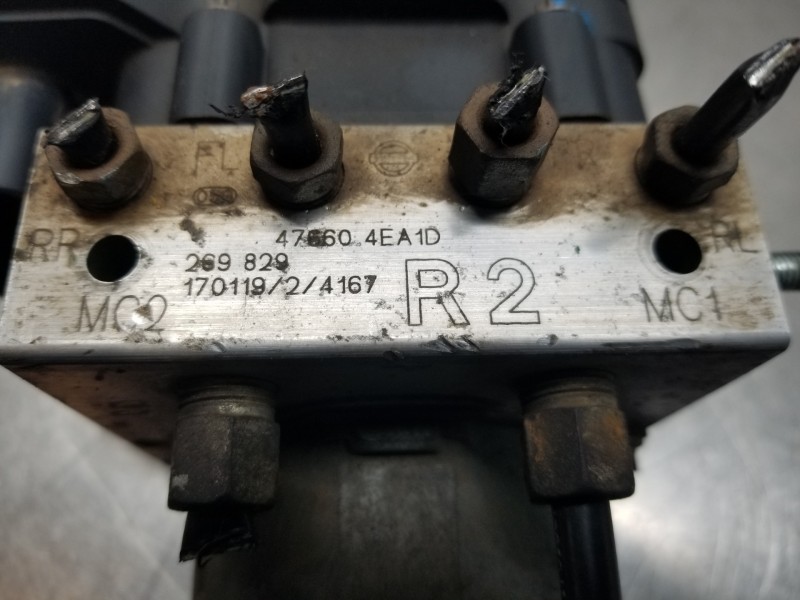 FL
RR
47660 4EA1D
RL
269 829
170119/2/4167
R2
MC2
MC1